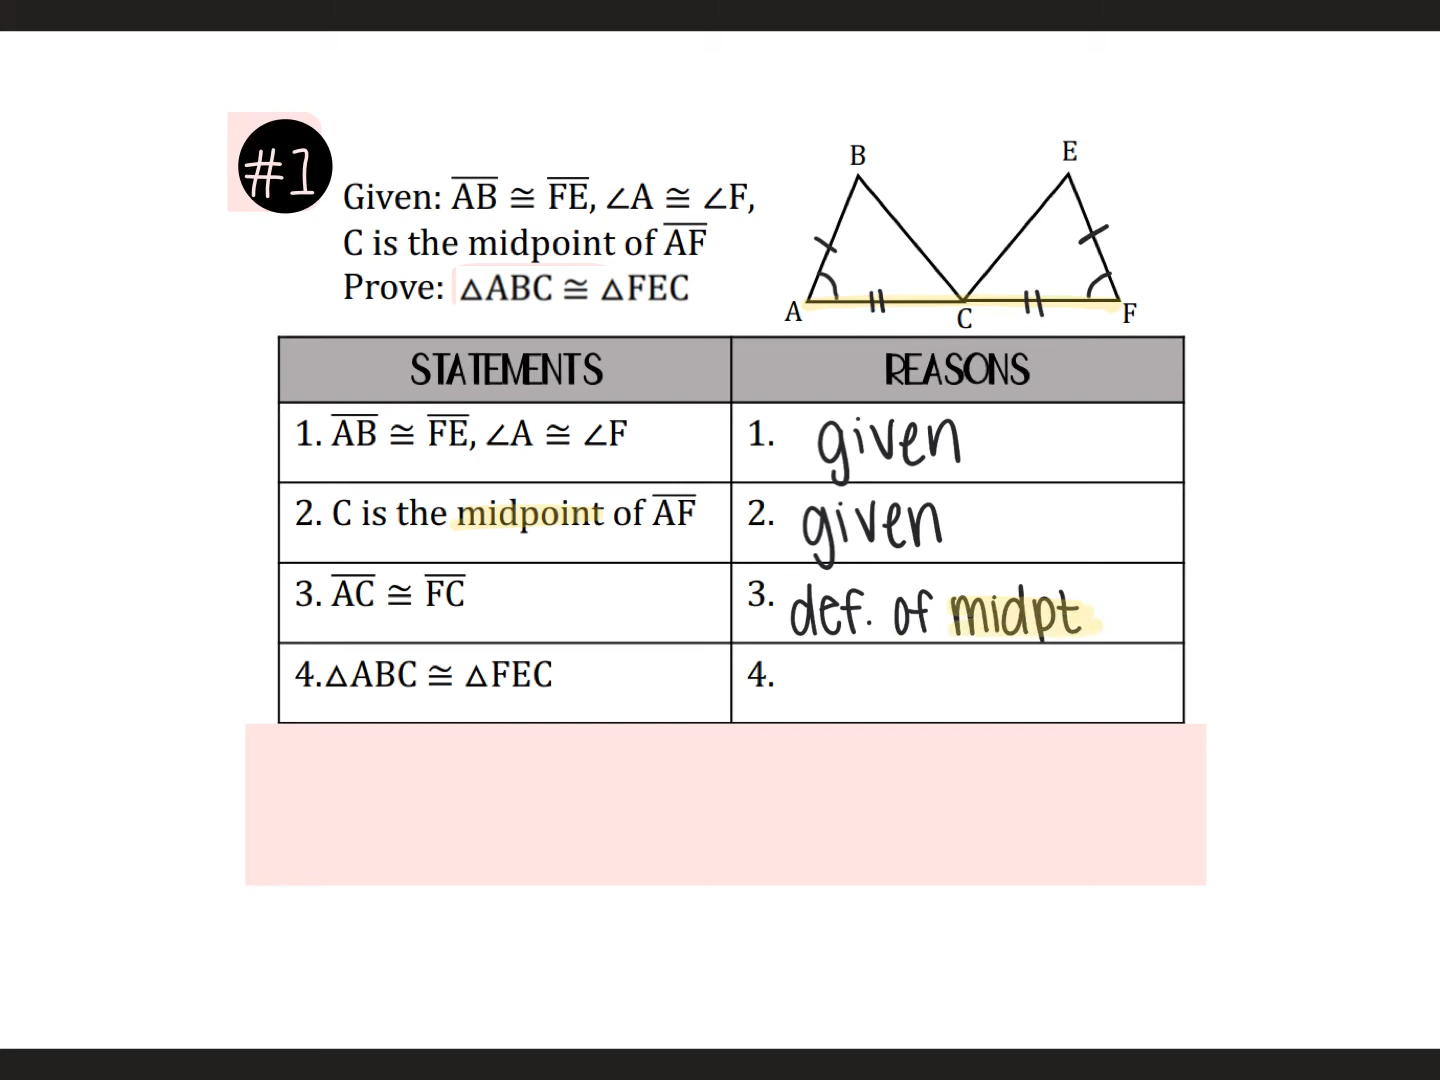 #1
Given: AB ≅ FE, ∠A ≅ ∠F,
C is the midpoint of AF
Prove: △ABC ≅ △FEC
B
E
A
C
F
STATEMENTS
REASONS
1. AB ≅ FE, ∠A ≅ ∠F
1. given
2. C is the midpoint of AF
2. given
3. AC ≅ FC
3. def. of midpt
4.△ABC ≅ △FEC
4.